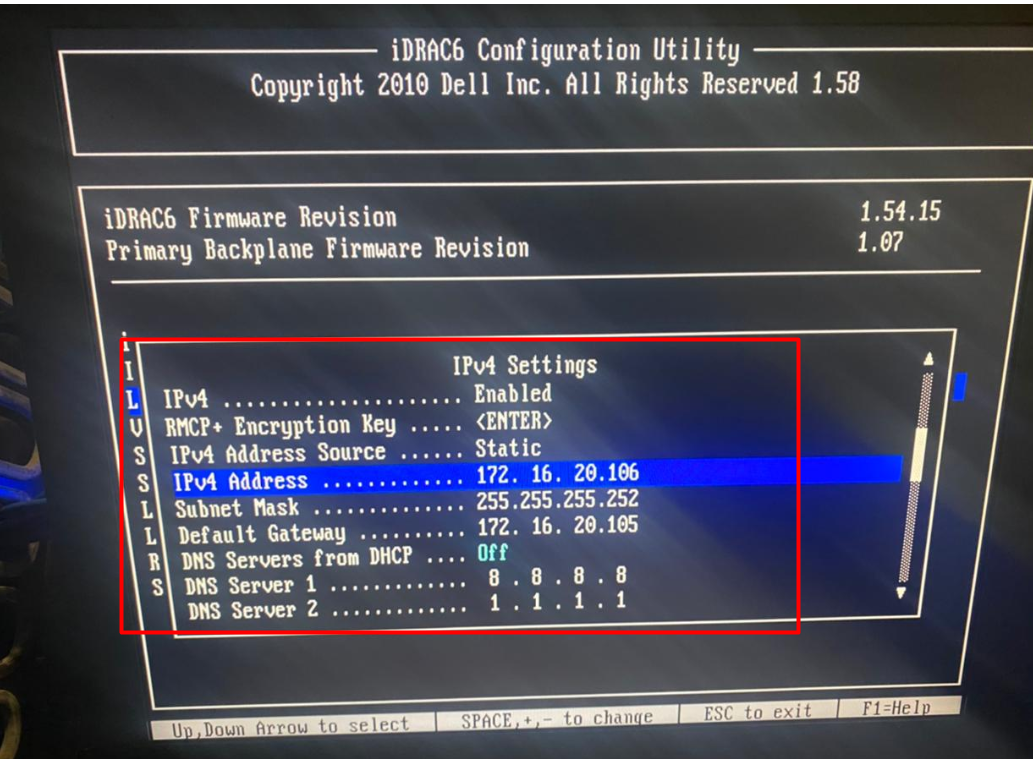 iDRAC6 Configuration Utility
Copyright 2010 Dell Inc. All Rights Reserved 1.58
iDRAC6 Firmware Revision 1.54.15
Primary Backplane Firmware Revision 1.07
i
I IPv4 Settings
L IPv4 ..................... Enabled
V RMCP+ Encryption Key ..... <ENTER>
S IPv4 Address Source ...... Static
S IPv4 Address ............. 172. 16. 20.106
L Subnet Mask .............. 255.255.255.252
L Default Gateway .......... 172. 16. 20.105
R DNS Servers from DHCP .... Off
S DNS Server 1 ............. 8 . 8 . 8 . 8
DNS Server 2 ............. 1 . 1 . 1 . 1
Up,Down Arrow to select SPACE,+,- to change ESC to exit F1=Help